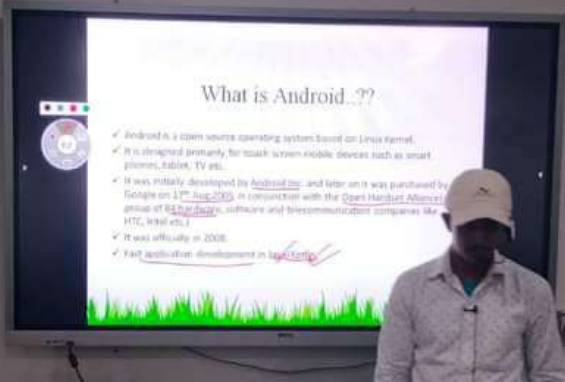 What is Android..??
✓ Android is a open source operating system based on Linux Kernel.
✓ It is designed primarily for touch screen mobile devices such as smart
phones, tablet, TV etc.
✓ It was initially developed by Android Inc. and later on it was purchased by
Google on 17th Aug,2005 in conjunction with the Open Handset Alliance(
group of 84 hardware, software and telecommunication companies like
HTC, Intel etc.)
✓ It was officially in 2008.
✓ Fast application development in